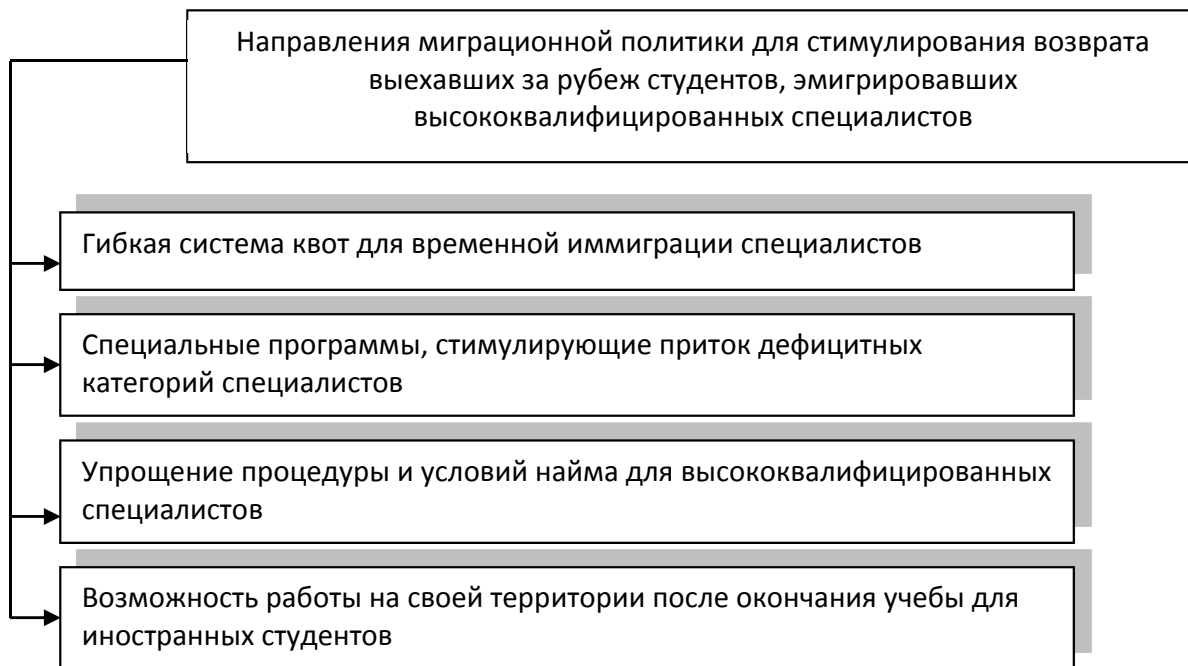 Направления миграционной политики для стимулирования возврата
выехавших за рубеж студентов, эмигрировавших
высококвалифицированных специалистов
Гибкая система квот для временной иммиграции специалистов
Специальные программы, стимулирующие приток дефицитных
категорий специалистов
Упрощение процедуры и условий найма для высококвалифицированных
специалистов
Возможность работы на своей территории после окончания учебы для
иностранных студентов